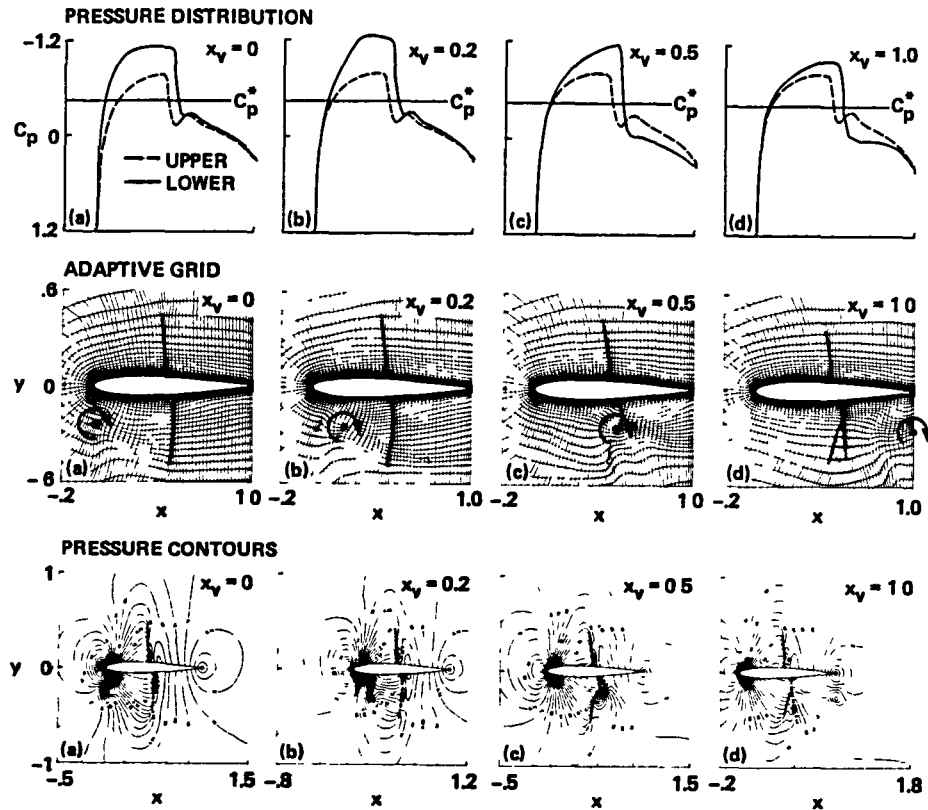 PRESSURE DISTRIBUTION
-1.2
x_v = 0
x_v = 0.2
x_v = 0.5
x_v = 1.0
C_p^*
C_p^*
C_p^*
C_p^*
C_p 0
--- UPPER
— LOWER
1.2
(a)
(b)
(c)
(d)
ADAPTIVE GRID
.6
x_v = 0
x_v = 0.2
x_v = 0.5
x_v = 1 0
y 0
(a)
(b)
(c)
(d)
-6
-.2
1 0
-.2
1.0
-.2
1 0
-.2
1.0
x
x
x
x
PRESSURE CONTOURS
1
x_v = 0
x_v = 0.2
x_v = 0 5
x_v = 1 0
y 0
(a)
(b)
(c)
(d)
-1
-.5
1.5
-.8
1.2
-.5
1.5
-.2
1.8
x
x
x
x